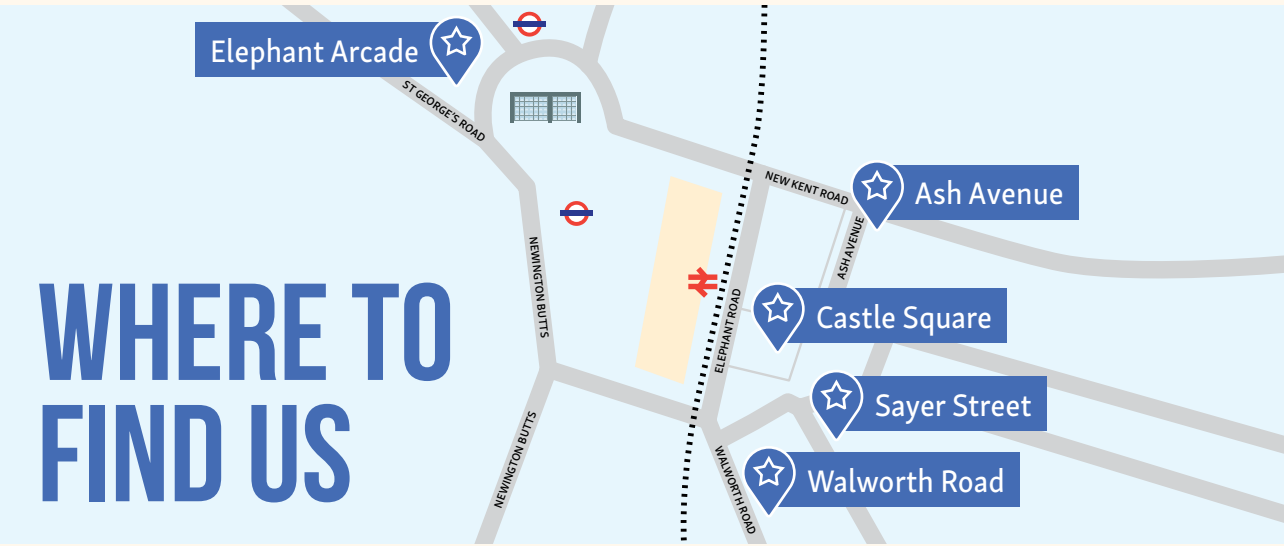 Elephant Arcade
ST GEORGE'S ROAD
NEW KENT ROAD
Ash Avenue
ASH AVENUE
NEWINGTON BUTTS
WHERE TO
FIND US
ELEPHANT ROAD
Castle Square
Sayer Street
NEWINGTON BUTTS
WALWORTH ROAD
Walworth Road